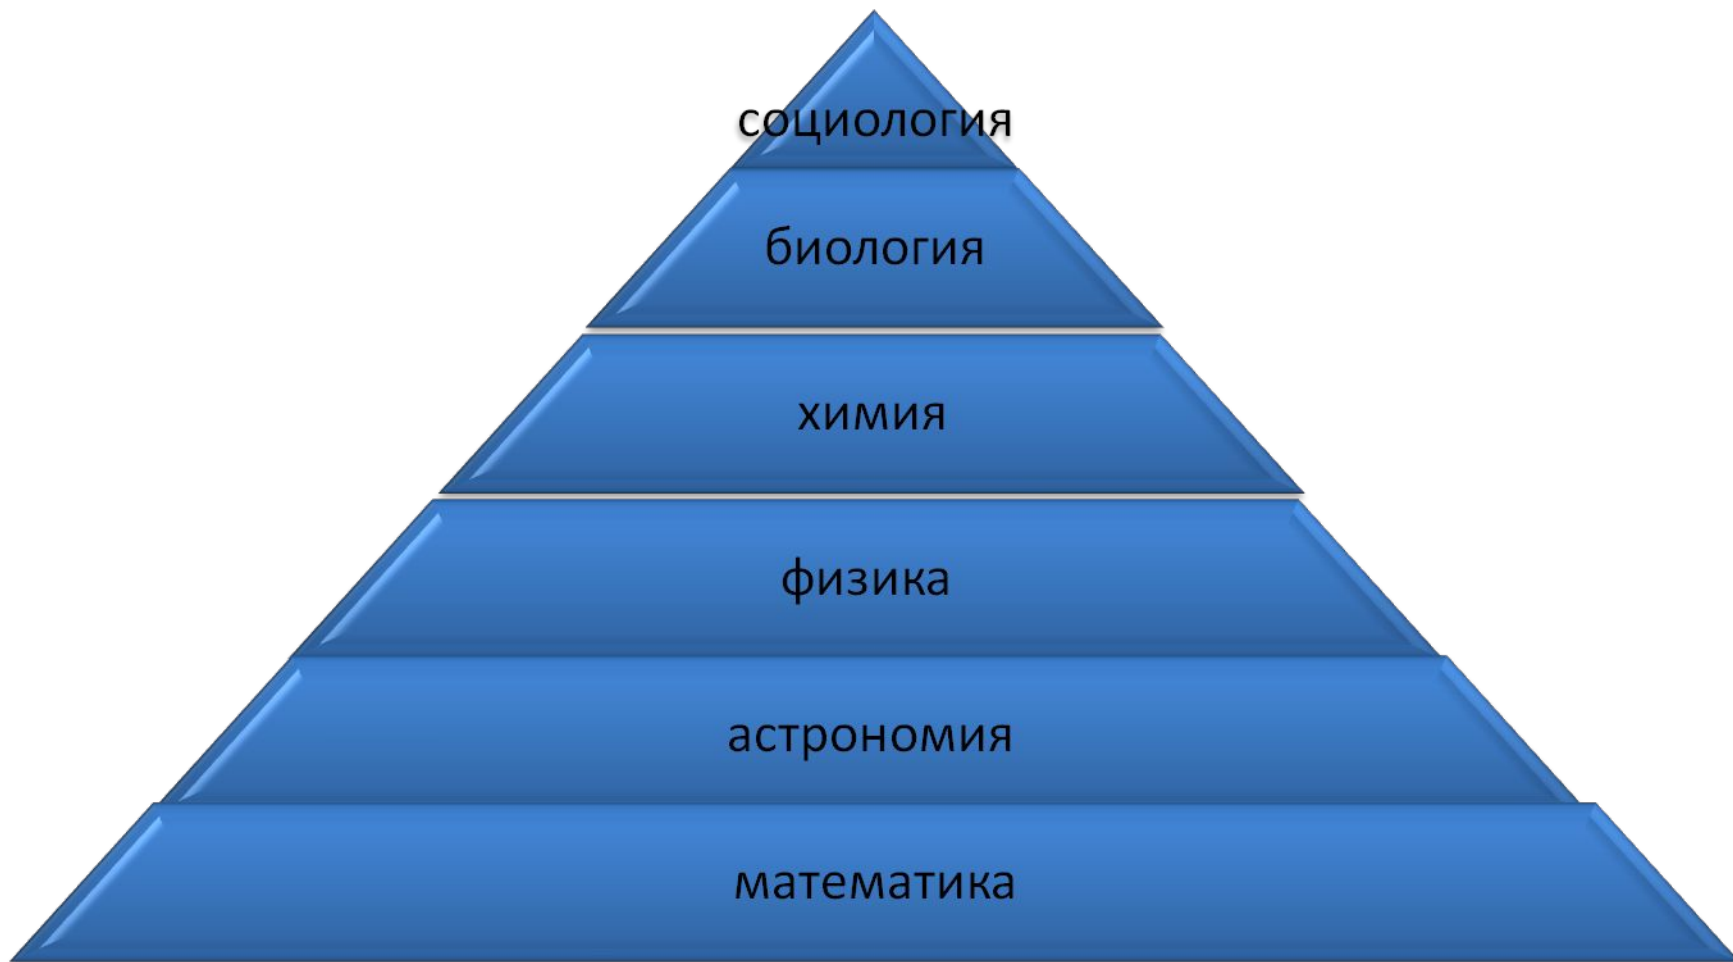 социология
биология
химия
физика
астрономия
математика